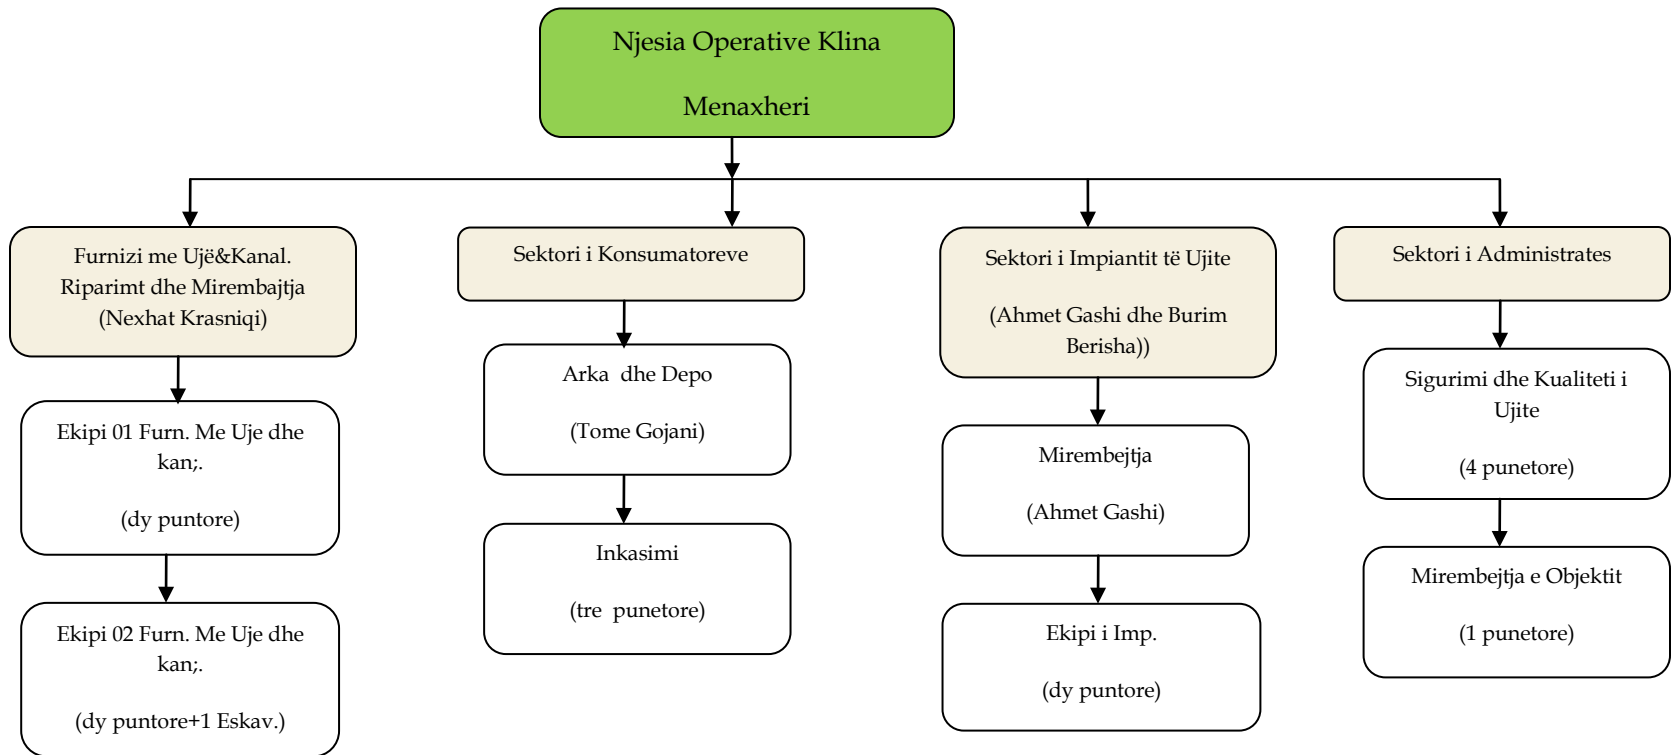 Njesia Operative Klina
Menaxheri
Furnizi me Ujë&Kanal.
Riparimt dhe Mirembajtja
(Nexhat Krasniqi)
Ekipi 01 Furn. Me Uje dhe
kan;.
(dy puntore)
Ekipi 02 Furn. Me Uje dhe
kan;.
(dy puntore+1 Eskav.)
Sektori i Konsumatoreve
Arka dhe Depo
(Tome Gojani)
Inkasimi
(tre punetore)
Sektori i Impiantit të Ujite
(Ahmet Gashi dhe Burim
Berisha))
Mirembejtja
(Ahmet Gashi)
Ekipi i Imp.
(dy puntore)
Sektori i Administrates
Sigurimi dhe Kualiteti i
Ujite
(4 punetore)
Mirembejtja e Objektit
(1 punetore)